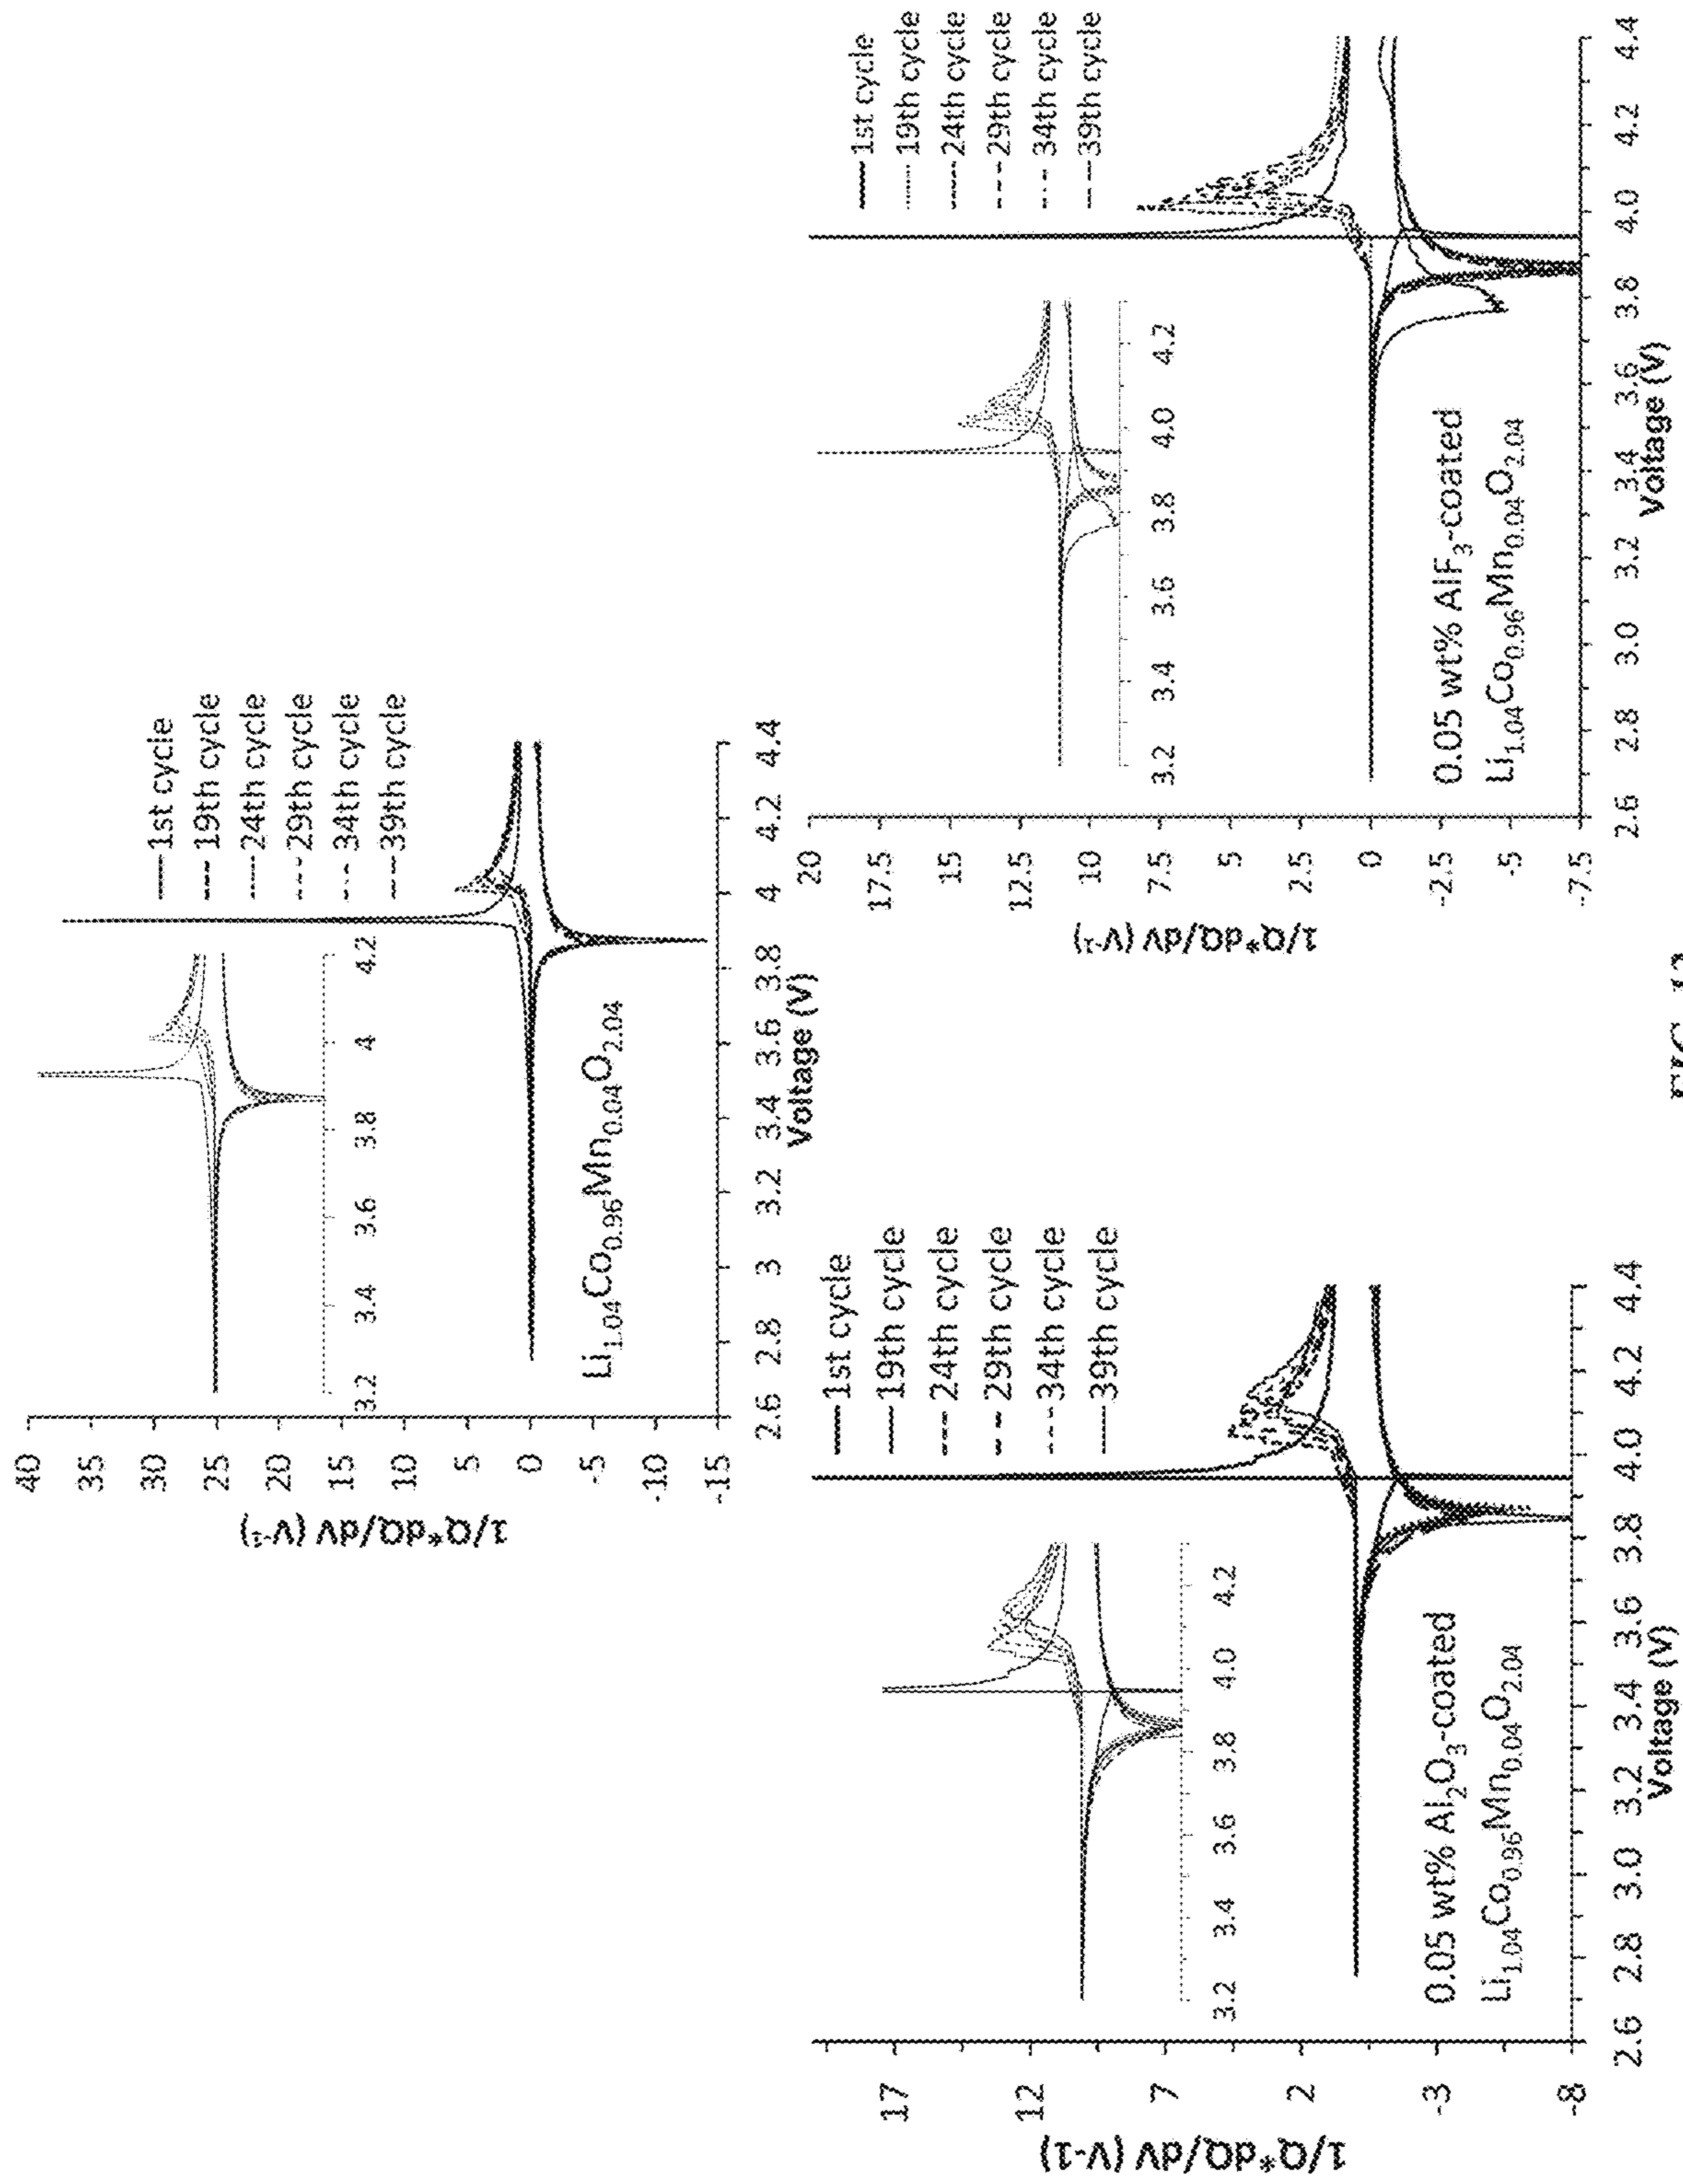 40
35
30
25
20
15
10
5
0
-5
-10
-15
1/Q*dQ/dV (V⁻¹)
1st cycle
19th cycle
24th cycle
29th cycle
34th cycle
39th cycle
3.2 3.4 3.6 3.8 4 4.2
Li₁.₀₄Co₀.₉₆Mn₀.₀₄O₂.₀₄
2.6 2.8 3 3.2 3.4 3.6 3.8 4 4.2 4.4
Voltage (V)
17
12
7
2
-3
-8
1/Q*dQ/dV (V-1)
1st cycle
19th cycle
24th cycle
29th cycle
34th cycle
39th cycle
3.2 3.4 3.6 3.8 4.0 4.2
0.05 wt% Al₂O₃-coated
Li₁.₀₄Co₀.₉₆Mn₀.₀₄O₂.₀₄
2.6 2.8 3.0 3.2 3.4 3.6 3.8 4.0 4.2 4.4
Voltage (V)
20
17.5
15
12.5
10
7.5
5
2.5
0
-2.5
-5
-7.5
1/Q*dQ/dV (V⁻¹)
1st cycle
19th cycle
24th cycle
29th cycle
34th cycle
39th cycle
3.2 3.4 3.6 3.8 4.0 4.2
0.05 wt% AlF₃-coated
Li₁.₀₄Co₀.₉₆Mn₀.₀₄O₂.₀₄
2.6 2.8 3.0 3.2 3.4 3.6 3.8 4.0 4.2 4.4
Voltage (V)